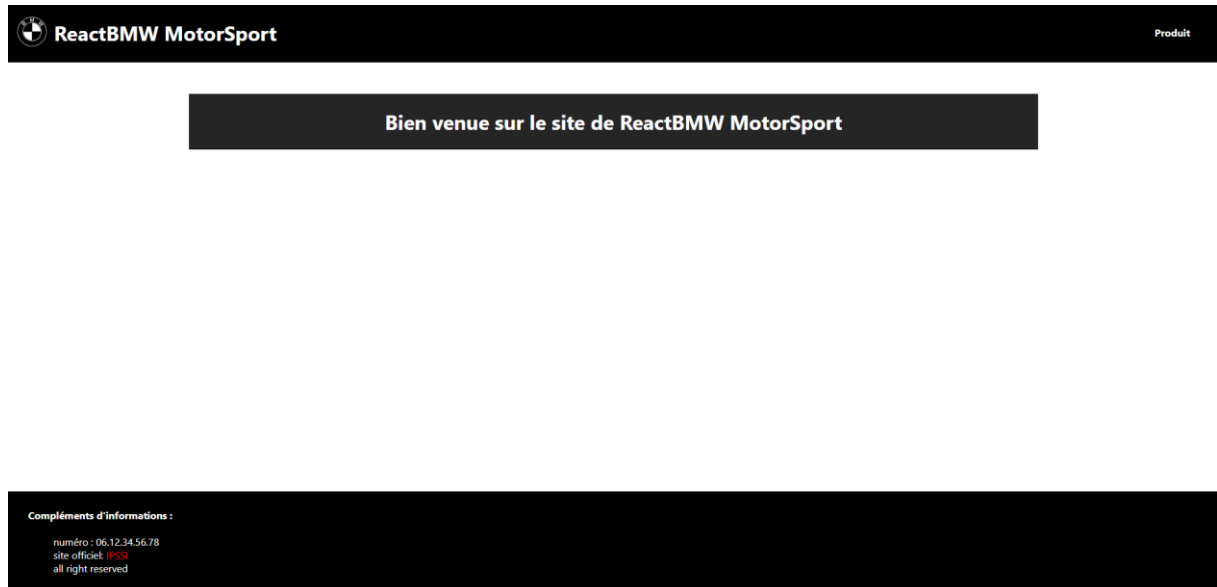 ReactBMW MotorSport
Produit
Bien venue sur le site de ReactBMW MotorSport
Compléments d'informations :
numéro : 06.12.34.56.78
site officiel: IPSSI
all right reserved